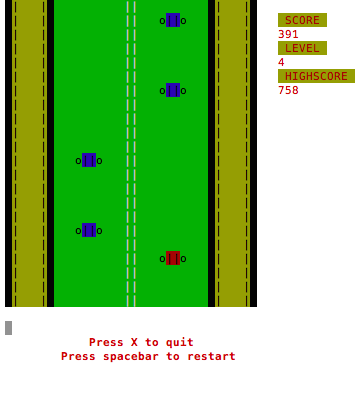 SCORE
391
LEVEL
4
HIGHSCORE
758
o||o
o||o
o||o
o||o
o||o
Press X to quit
Press spacebar to restart